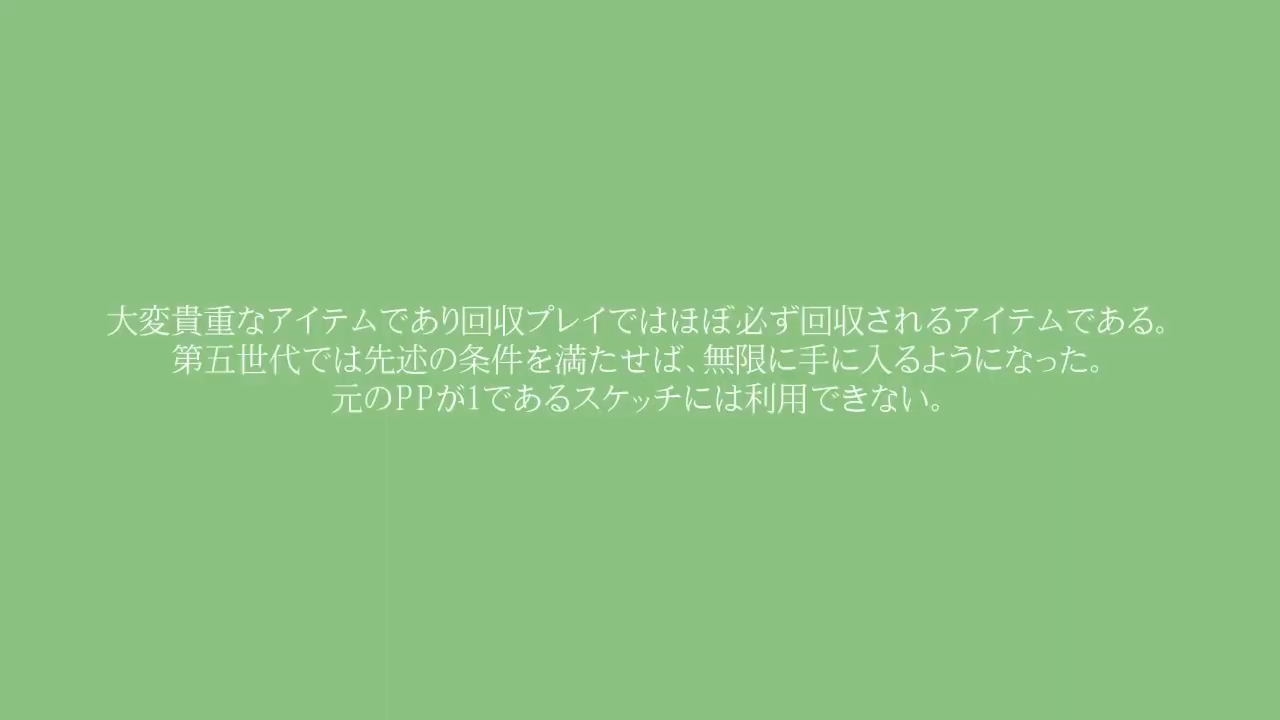 大変貴重なアイテムであり回収プレイではほぼ必ず回収されるアイテムである。
第五世代では先述の条件を満たせば、無限に手に入るようになった。
元のPPが1であるスケッチには利用できない。